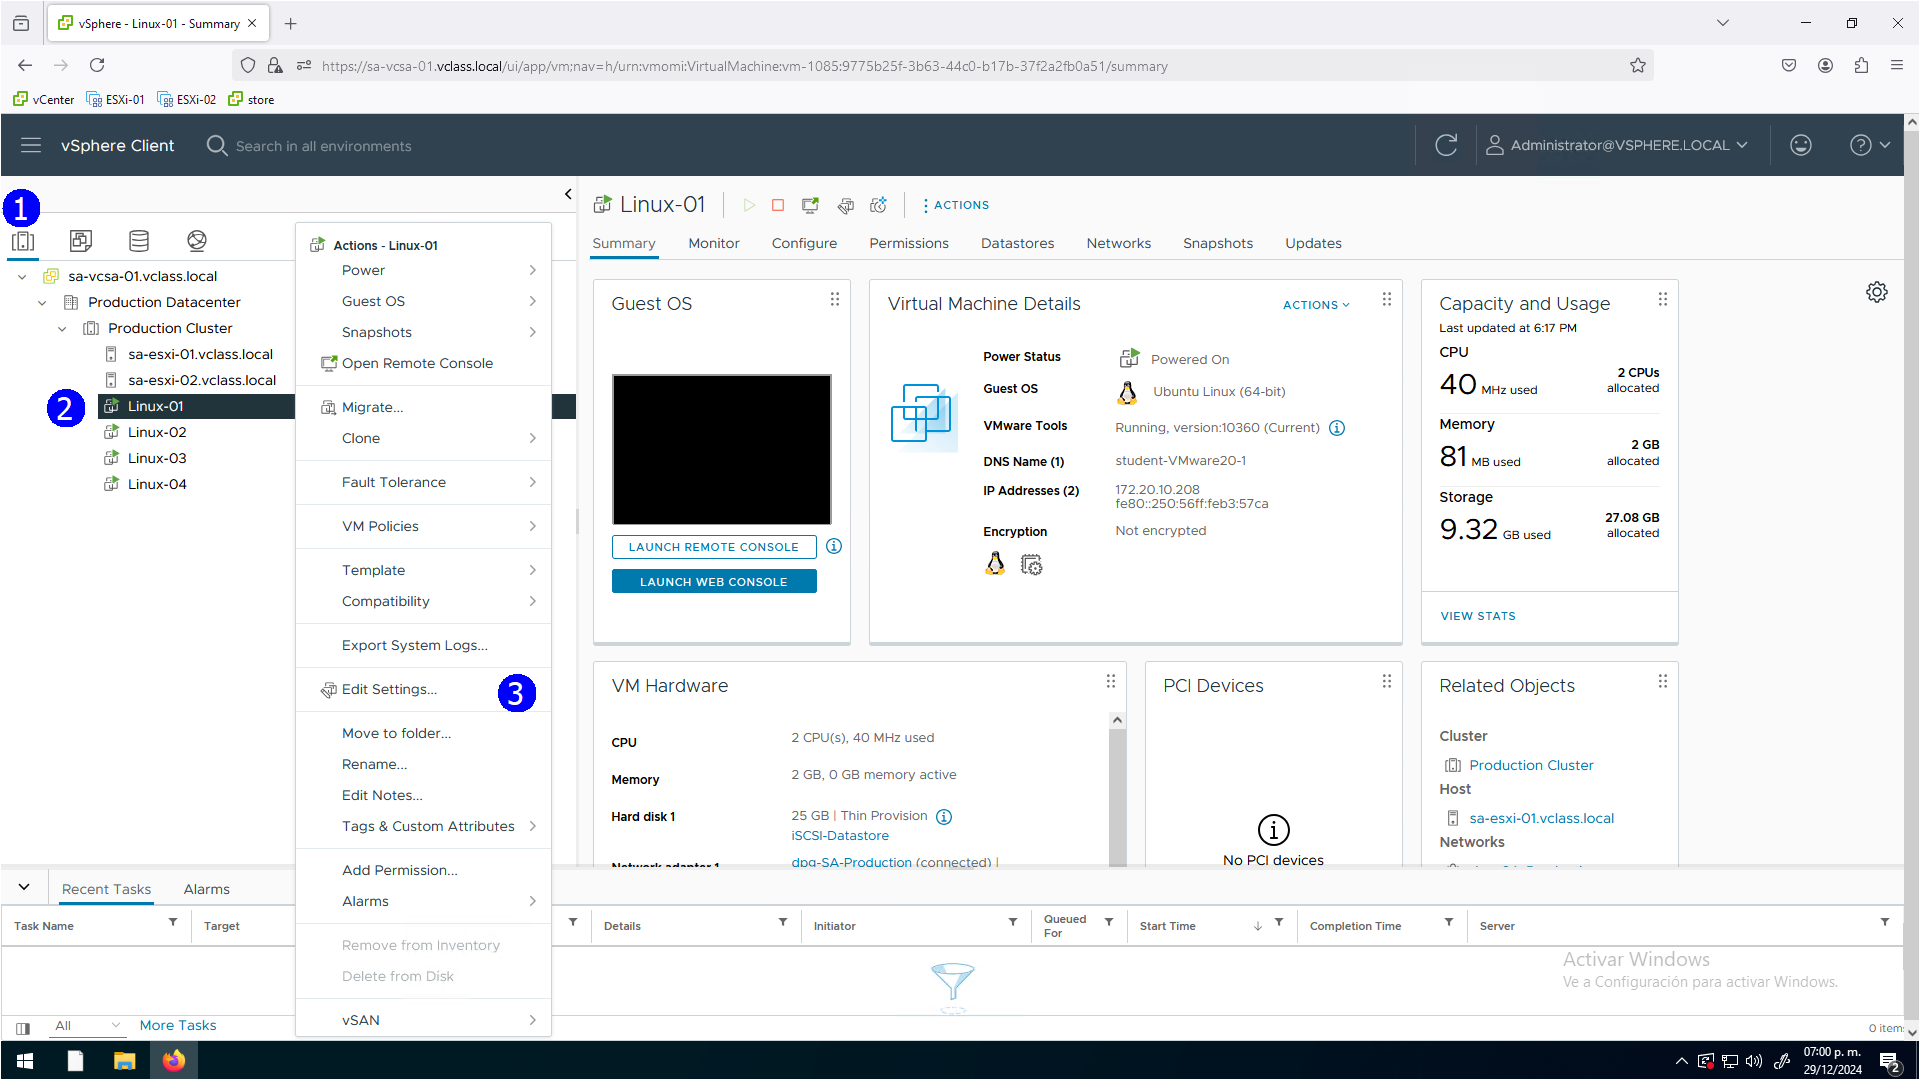 vSphere - Linux-01 - Summary
https://sa-vcsa-01.vclass.local/ui/app/vm;nav=h/urn:vmomi:VirtualMachine:vm-1085:9775b25f-3b63-44c0-b17b-37f2a2fb0a51/summary
vCenter ESXi-01 ESXi-02 store
vSphere Client Search in all environments Administrator@VSPHERE.LOCAL
1
sa-vcsa-01.vclass.local
Production Datacenter
Production Cluster
sa-esxi-01.vclass.local
sa-esxi-02.vclass.local
2 Linux-01
Linux-02
Linux-03
Linux-04
Actions - Linux-01
Power
Guest OS
Snapshots
Open Remote Console
Migrate...
Clone
Fault Tolerance
VM Policies
Template
Compatibility
Export System Logs...
Edit Settings... 3
Move to folder...
Rename...
Edit Notes...
Tags & Custom Attributes
Add Permission...
Alarms
Remove from Inventory
Delete from Disk
vSAN
Linux-01 ACTIONS
Summary Monitor Configure Permissions Datastores Networks Snapshots Updates
Guest OS
LAUNCH REMOTE CONSOLE
LAUNCH WEB CONSOLE
Virtual Machine Details ACTIONS
Power Status Powered On
Guest OS Ubuntu Linux (64-bit)
VMware Tools Running, version:10360 (Current)
DNS Name (1) student-VMware20-1
IP Addresses (2) 172.20.10.208
fe80::250:56ff:feb3:57ca
Encryption Not encrypted
Capacity and Usage
Last updated at 6:17 PM
CPU
40 MHz used 2 CPUs allocated
Memory
81 MB used 2 GB allocated
Storage
9.32 GB used 27.08 GB allocated
VIEW STATS
VM Hardware
CPU 2 CPU(s), 40 MHz used
Memory 2 GB, 0 GB memory active
Hard disk 1 25 GB | Thin Provision
iSCSI-Datastore
Network adapter 1 dpg-SA-Production (connected) |
PCI Devices
No PCI devices
Related Objects
Cluster
Production Cluster
Host
sa-esxi-01.vclass.local
Networks
Recent Tasks Alarms
Task Name Target Details Initiator Queued For Start Time Completion Time Server
Activar Windows
Ve a Configuración para activar Windows.
All More Tasks 0 items
07:00 p. m.
29/12/2024
2